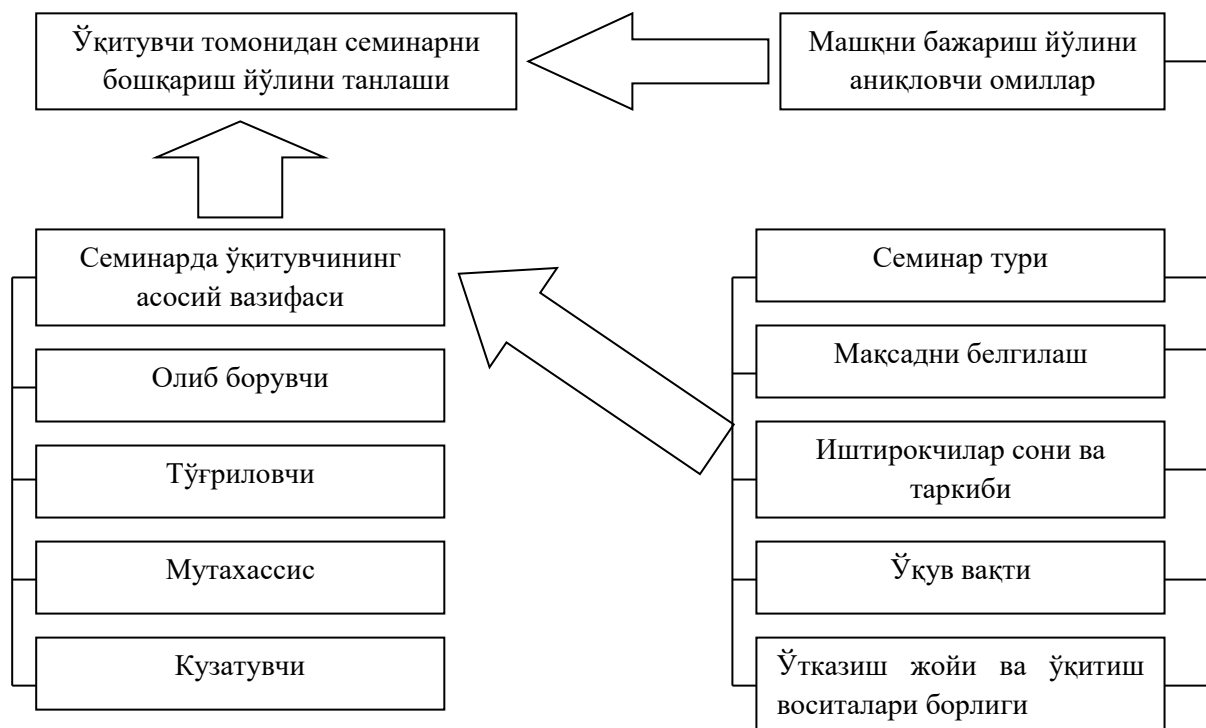 Ўқитувчи томонидан семинарни
бошқариш йўлини танлаши
Машқни бажариш йўлини
аниқловчи омиллар
Семинарда ўқитувчининг
асосий вазифаси
Олиб борувчи
Тўғриловчи
Мутахассис
Кузатувчи
Семинар тури
Мақсадни белгилаш
Иштирокчилар сони ва
таркиби
Ўқув вақти
Ўтказиш жойи ва ўқитиш
воситалари борлиги